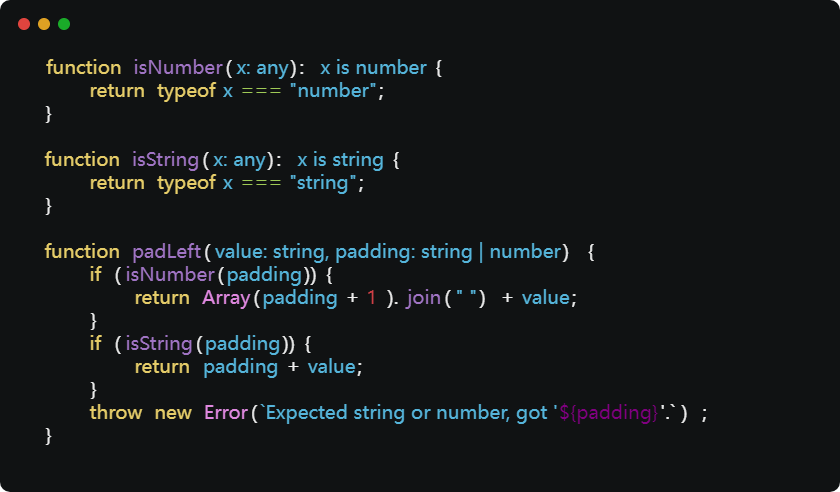 function isNumber(x: any): x is number {
    return typeof x === "number";
}

function isString(x: any): x is string {
    return typeof x === "string";
}

function padLeft(value: string, padding: string | number) {
    if (isNumber(padding)) {
        return Array(padding + 1 ).join(" ") + value;
    }
    if (isString(padding)) {
        return padding + value;
    }
    throw new Error(`Expected string or number, got '${padding}'.`) ;
}